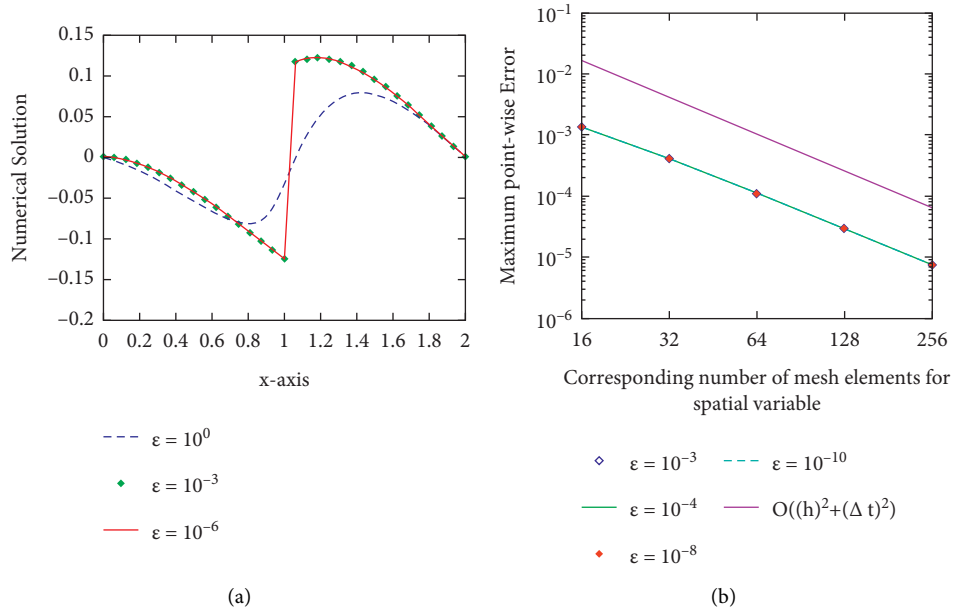 0.15
0.1
0.05
0
−0.05
−0.1
−0.15
−0.2
Numerical Solution
0 0.2 0.4 0.6 0.8 1 1.2 1.4 1.6 1.8 2
x-axis
ε = 10⁰
ε = 10⁻³
ε = 10⁻⁶
(a)
10⁻¹
10⁻²
10⁻³
10⁻⁴
10⁻⁵
10⁻⁶
Maximum point-wise Error
16 32 64 128 256
Corresponding number of mesh elements for
spatial variable
ε = 10⁻³
ε = 10⁻⁴
ε = 10⁻⁸
ε = 10⁻¹⁰
O((h)²+(Δ t)²)
(b)